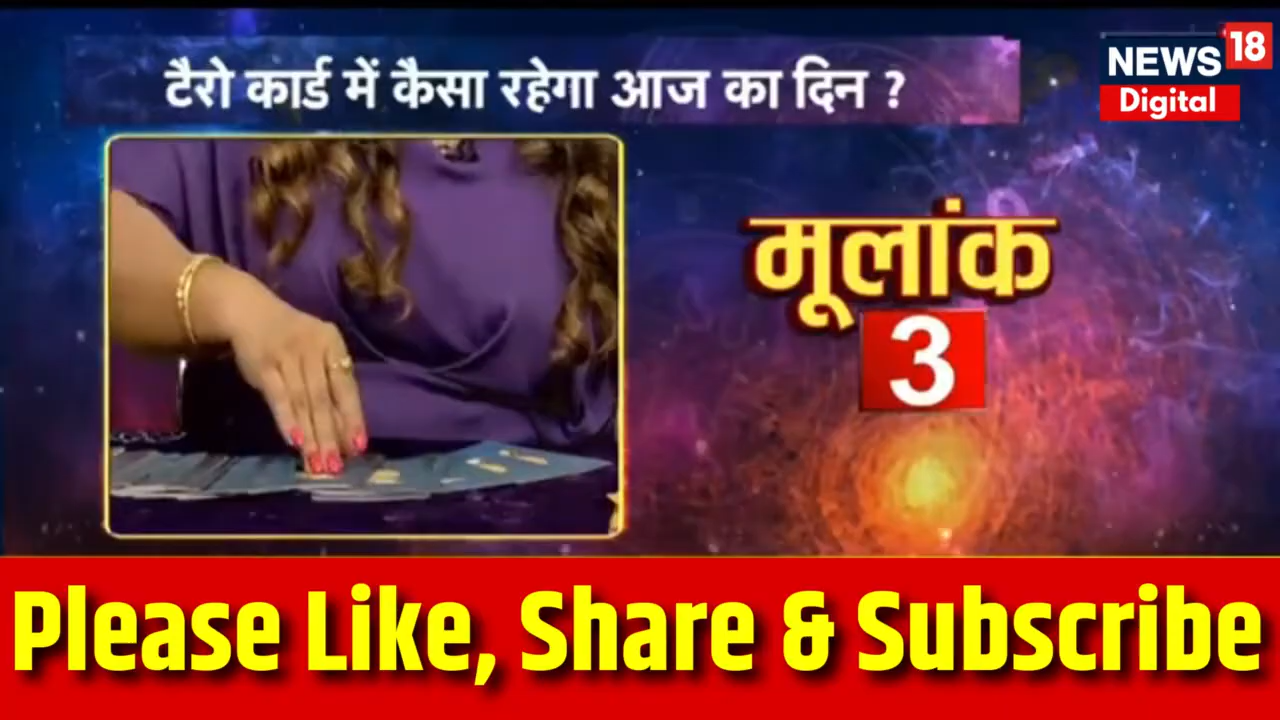 टैरो कार्ड में कैसा रहेगा आज का दिन ?
NEWS 18
Digital
मूलांक
3
Please Like, Share & Subscribe